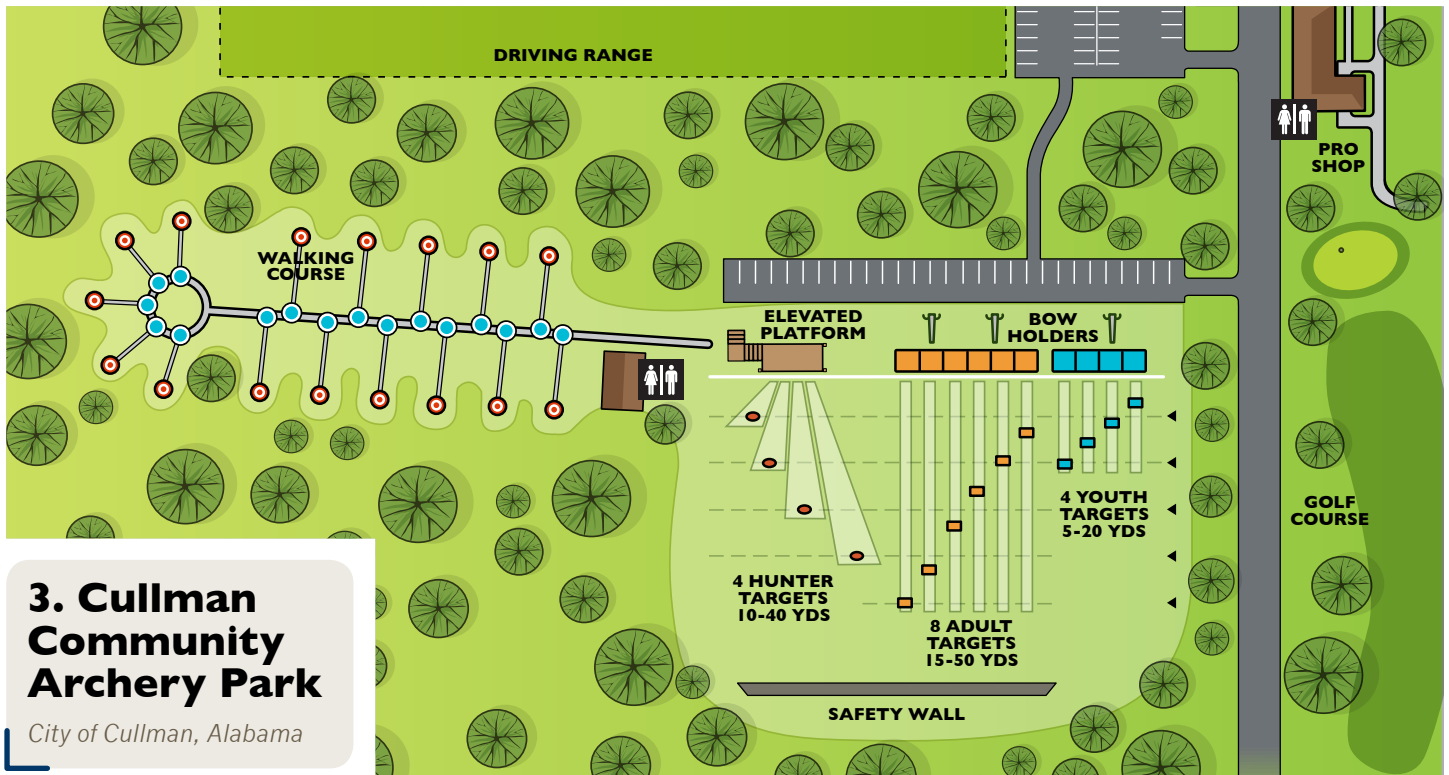 DRIVING RANGE
PRO
SHOP
WALKING
COURSE
ELEVATED
PLATFORM
BOW
HOLDERS
4 YOUTH
TARGETS
5-20 YDS
GOLF
COURSE
4 HUNTER
TARGETS
10-40 YDS
8 ADULT
TARGETS
15-50 YDS
SAFETY WALL
3. Cullman
Community
Archery Park
City of Cullman, Alabama